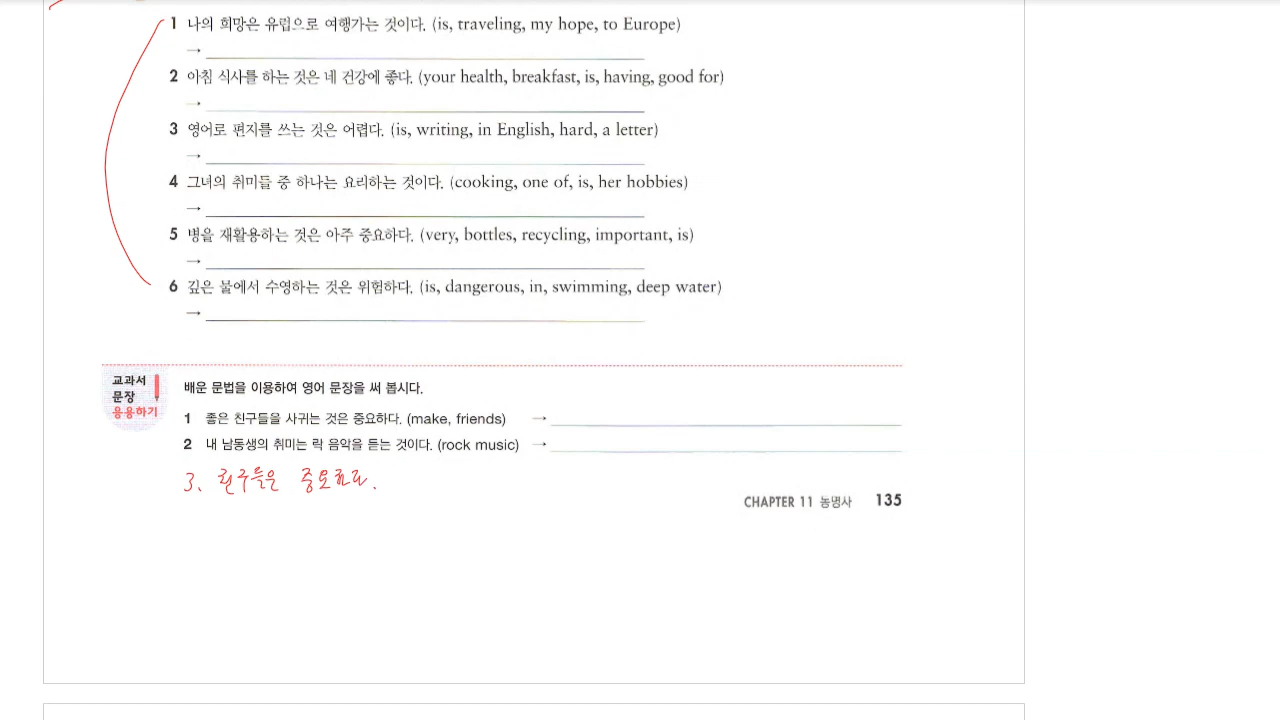 1 나의 희망은 유럽으로 여행가는 것이다. (is, traveling, my hope, to Europe)
→
2 아침 식사를 하는 것은 네 건강에 좋다. (your health, breakfast, is, having, good for)
→
3 영어로 편지를 쓰는 것은 어렵다. (is, writing, in English, hard, a letter)
→
4 그녀의 취미들 중 하나는 요리하는 것이다. (cooking, one of, is, her hobbies)
→
5 병을 재활용하는 것은 아주 중요하다. (very, bottles, recycling, important, is)
→
6 깊은 물에서 수영하는 것은 위험하다. (is, dangerous, in, swimming, deep water)
→
교과서
문장
응용하기
배운 문법을 이용하여 영어 문장을 써 봅시다.
1 좋은 친구들을 사귀는 것은 중요하다. (make, friends) →
2 내 남동생의 취미는 락 음악을 듣는 것이다. (rock music) →
3. 친구들은 중요하다.
CHAPTER 11 동명사 135